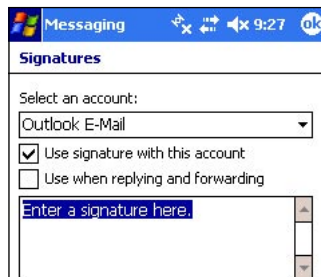 Messaging 9:27 ok
Signatures
Select an account:
Outlook E-Mail
Use signature with this account
Use when replying and forwarding
Enter a signature here.